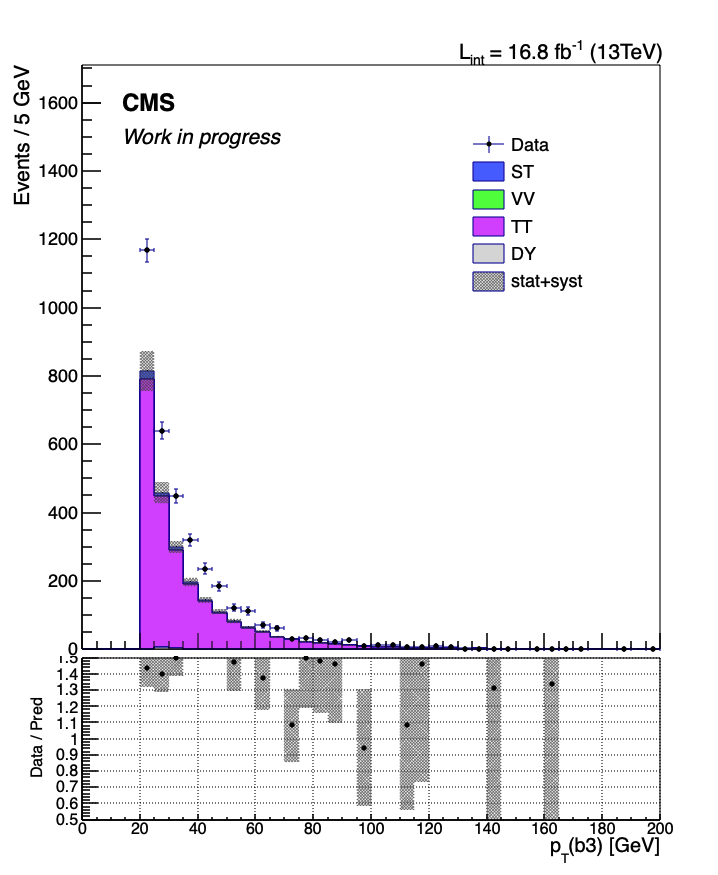 L_int = 16.8 fb^-1 (13TeV)
Events / 5 GeV
CMS
Work in progress
Data
ST
VV
TT
DY
stat+syst
1600
1400
1200
1000
800
600
400
200
0
Data / Pred
1.5
1.4
1.3
1.2
1.1
1
0.9
0.8
0.7
0.6
0.5
0 20 40 60 80 100 120 140 160 180 200
p_T(b3) [GeV]